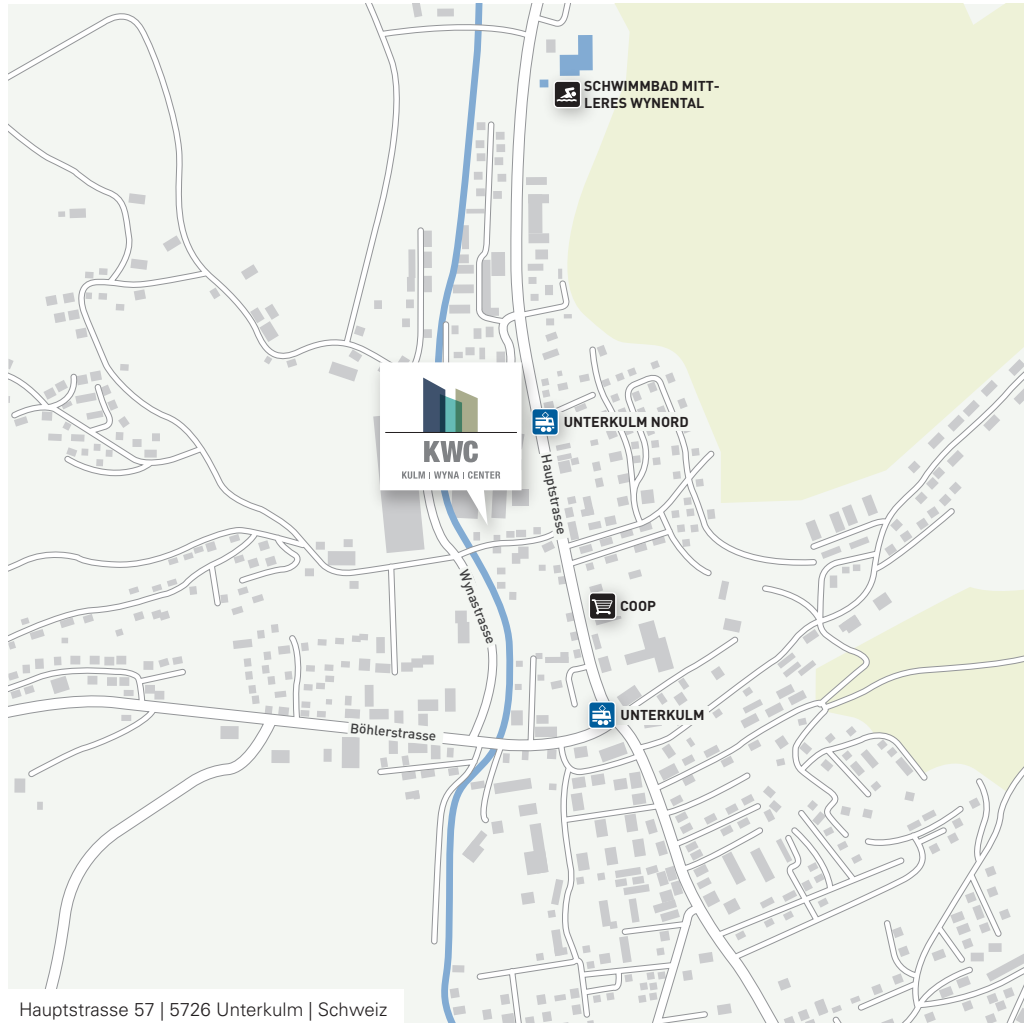 SCHWIMMBAD MITT-
LERES WYNENTAL
UNTERKULM NORD
KWC
KULM | WYNA | CENTER
Hauptstrasse
Wynastrasse
COOP
UNTERKULM
Böhlerstrasse
Hauptstrasse 57 | 5726 Unterkulm | Schweiz